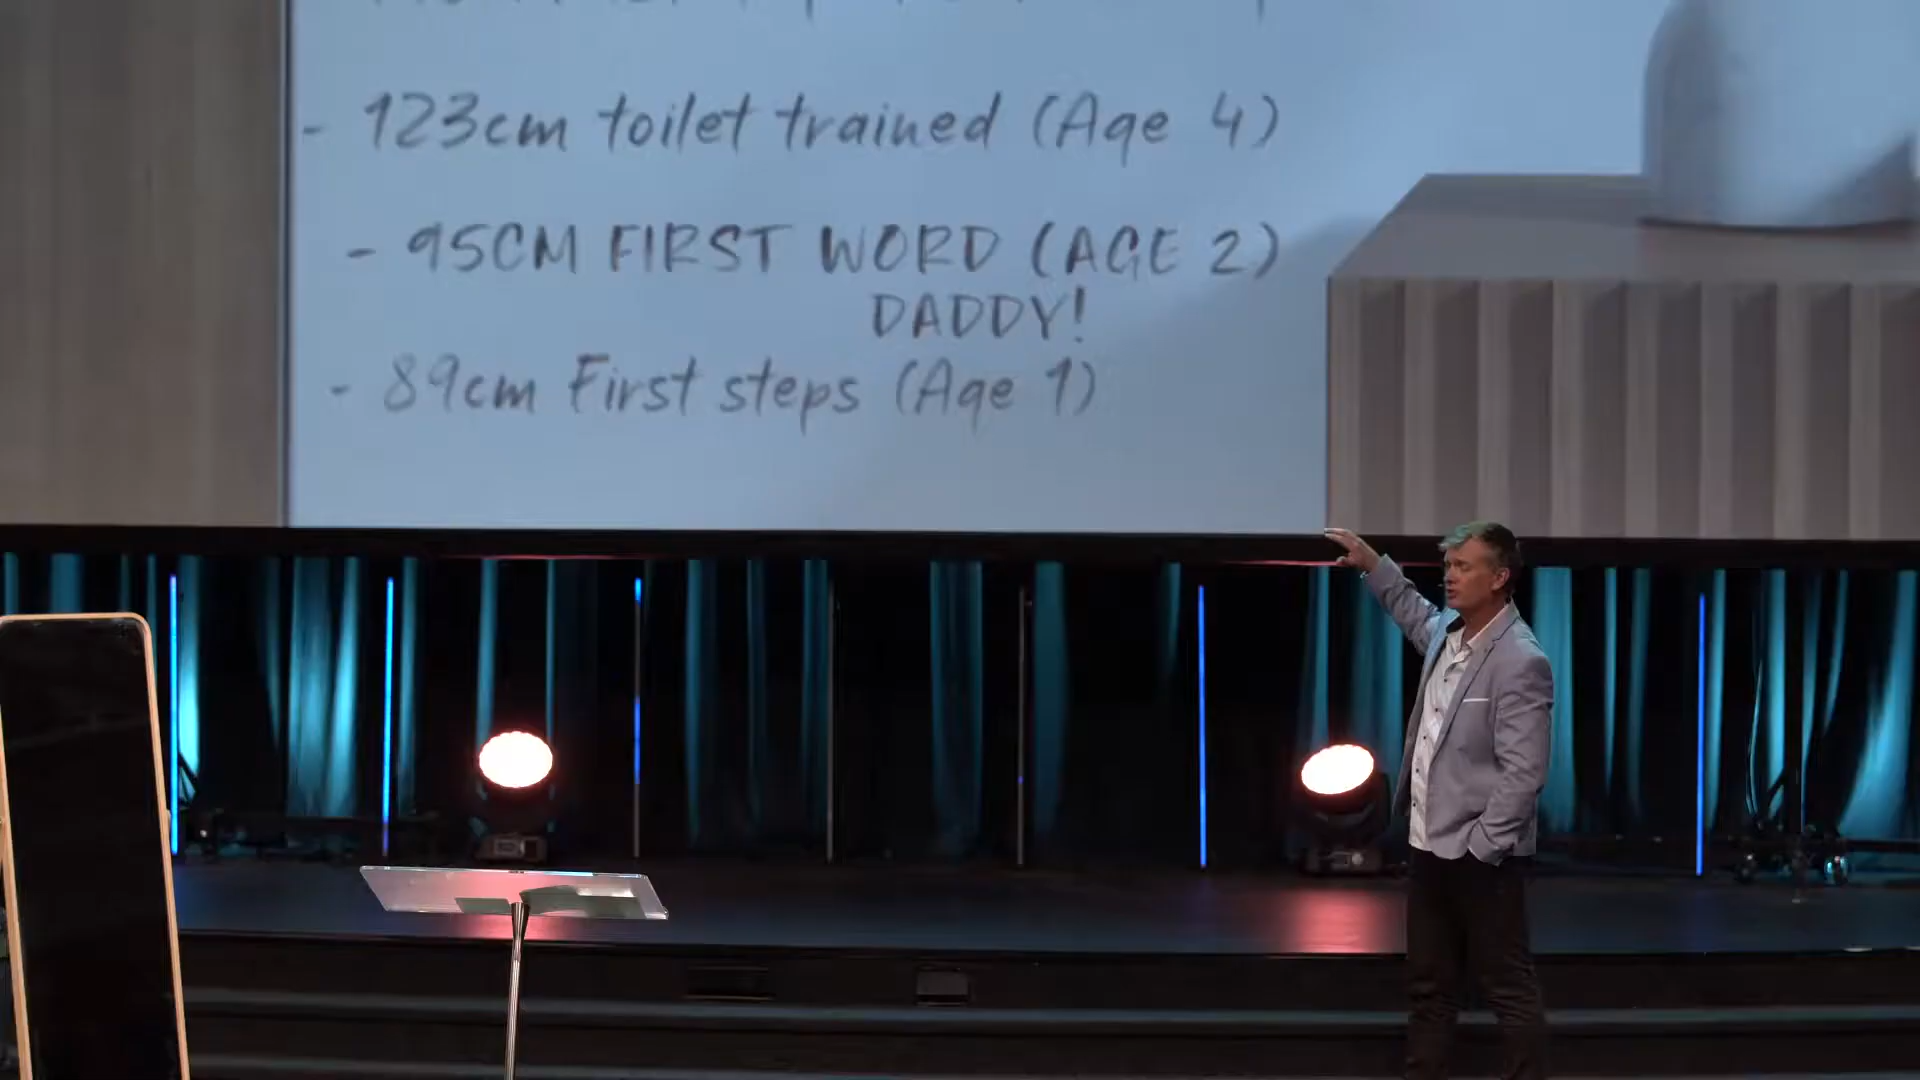 - 123cm toilet trained (Age 4)
- 95CM FIRST WORD (AGE 2)
DADDY!
- 89cm First steps (Age 1)